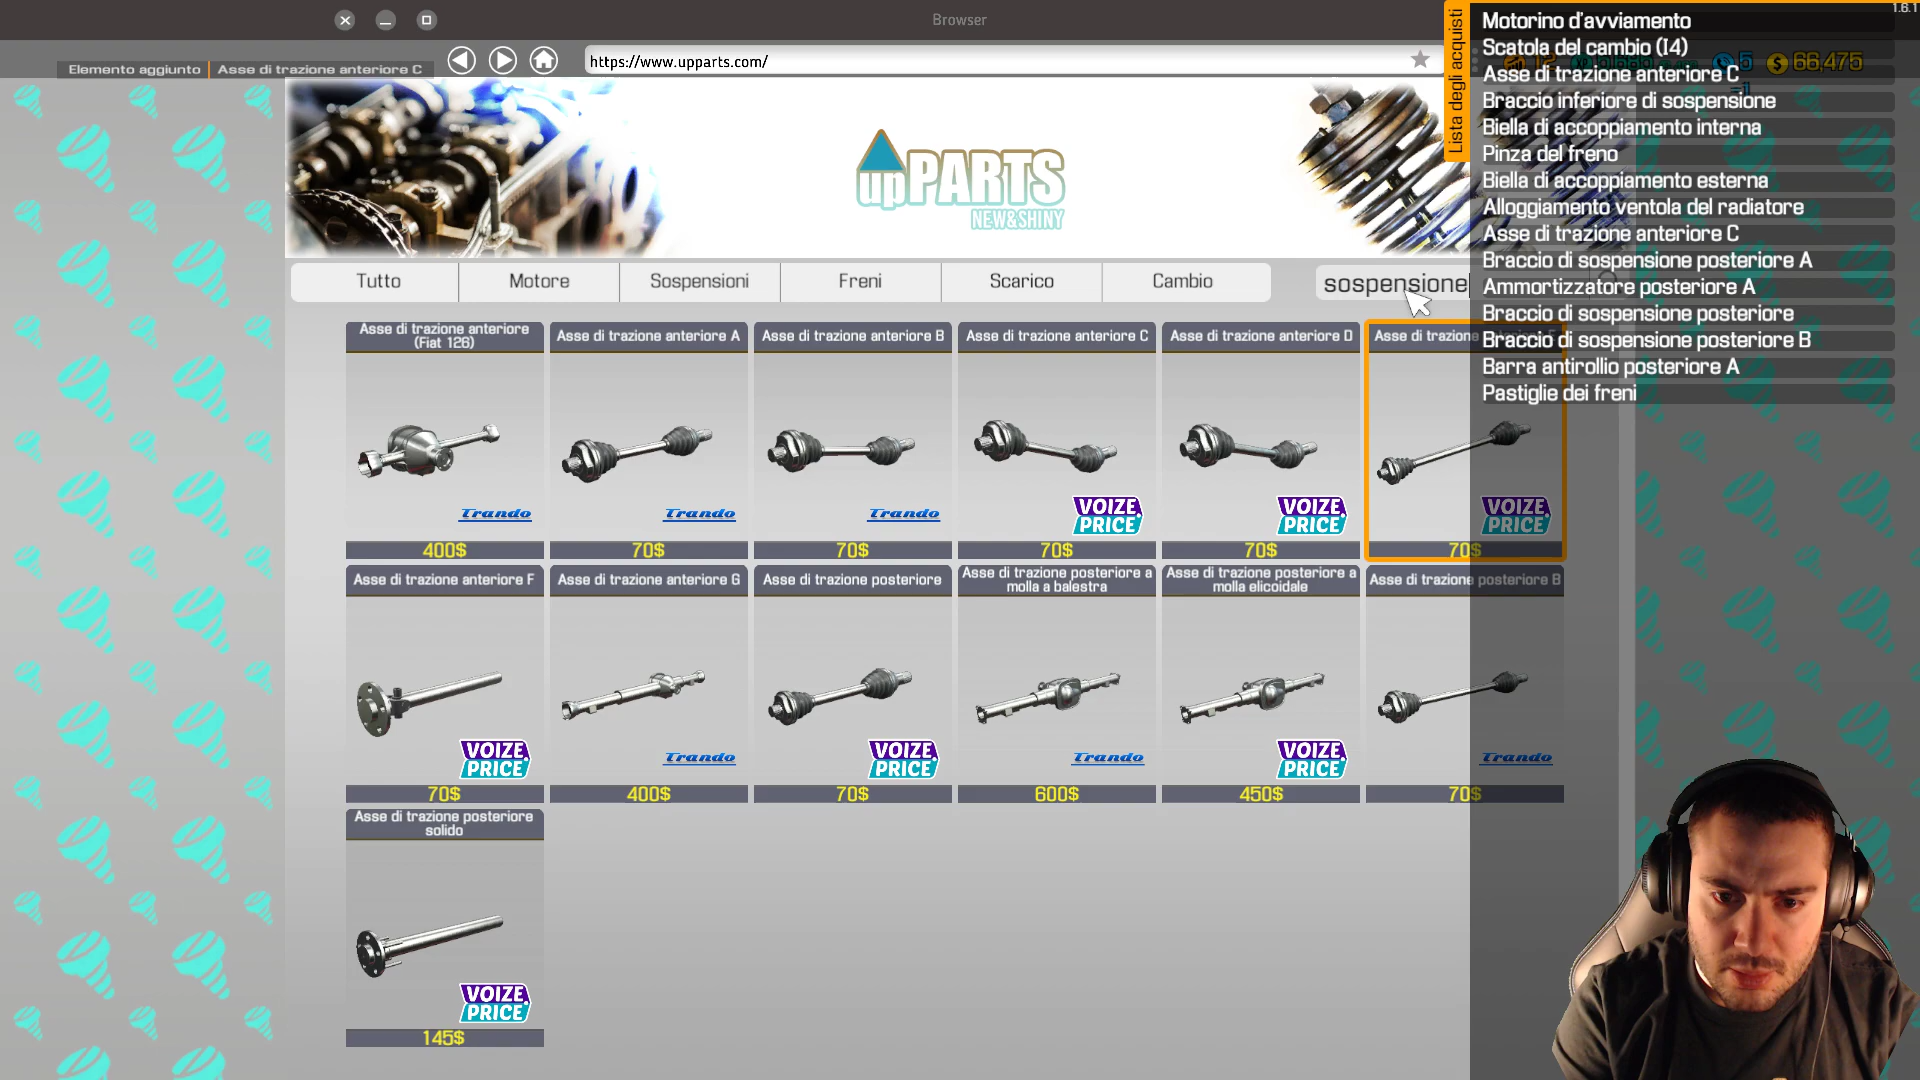 Browser
1.6.1
https://www.upparts.com/
Elemento aggiunto Asse di trazione anteriore C
12
5
66,475
upPARTS
NEW&SHINY
Tutto
Motore
Sospensioni
Freni
Scarico
Cambio
sospensione
Asse di trazione anteriore
(Fiat 126)
Asse di trazione anteriore A
Asse di trazione anteriore B
Asse di trazione anteriore C
Asse di trazione anteriore D
Asse di trazione
Trando
Trando
Trando
VOIZE
PRICE
VOIZE
PRICE
VOIZE
PRICE
400$
70$
70$
70$
70$
70$
Asse di trazione anteriore F
Asse di trazione anteriore G
Asse di trazione posteriore
Asse di trazione posteriore a
molla a balestra
Asse di trazione posteriore a
molla elicoidale
Asse di trazione posteriore B
VOIZE
PRICE
Trando
VOIZE
PRICE
Trando
VOIZE
PRICE
Trando
70$
400$
70$
600$
450$
70$
Asse di trazione posteriore
solido
VOIZE
PRICE
145$
Lista degli acquisti
Motorino d'avviamento
Scatola del cambio (I4)
Asse di trazione anteriore C
Braccio inferiore di sospensione
Biella di accoppiamento interna
Pinza del freno
Biella di accoppiamento esterna
Alloggiamento ventola del radiatore
Asse di trazione anteriore C
Braccio di sospensione posteriore A
Ammortizzatore posteriore A
Braccio di sospensione posteriore
Braccio di sospensione posteriore B
Barra antirollio posteriore A
Pastiglie dei freni